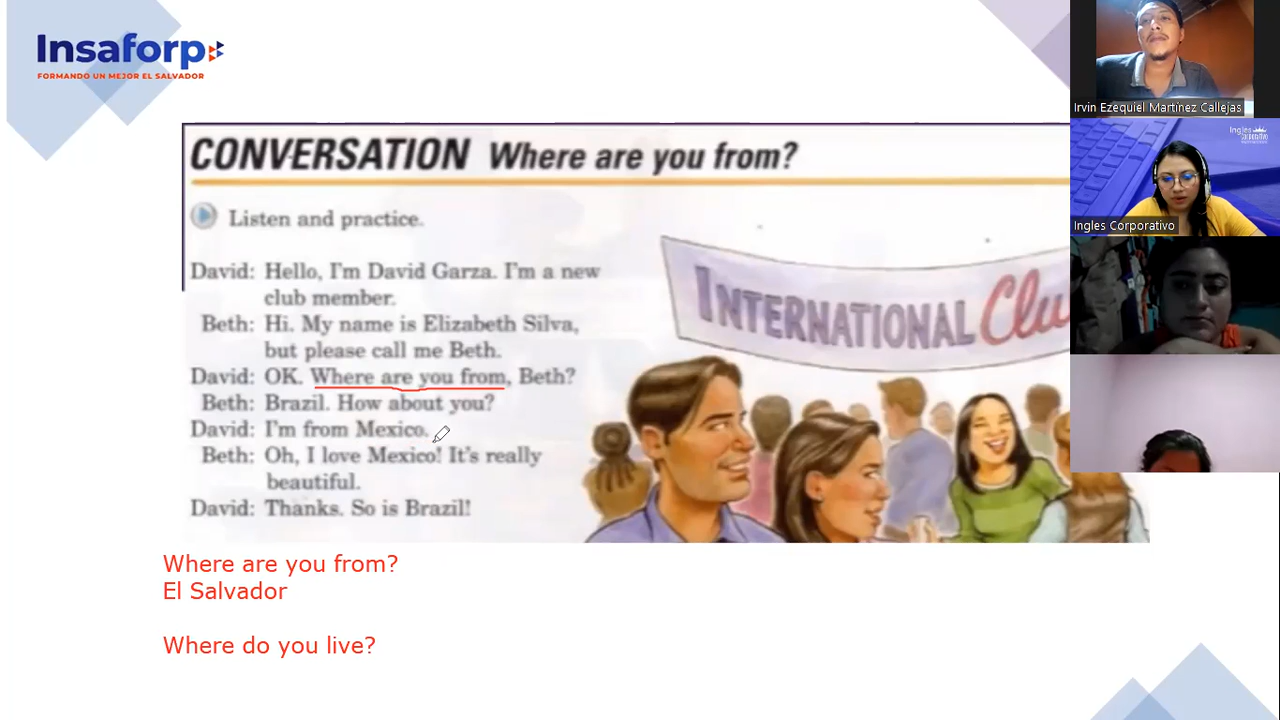 Insaforp
FORMANDO UN MEJOR EL SALVADOR
CONVERSATION Where are you from?
Listen and practice.
David: Hello, I'm David Garza. I'm a new
club member.
Beth: Hi. My name is Elizabeth Silva,
but please call me Beth.
David: OK. Where are you from, Beth?
Beth: Brazil. How about you?
David: I'm from Mexico.
Beth: Oh, I love Mexico! It's really
beautiful.
David: Thanks. So is Brazil!
INTERNATIONAL Clu
Where are you from?
El Salvador
Where do you live?
Irvin Ezequiel Martínez Callejas
Ingles
CORPORATIVO
Ingles Corporativo